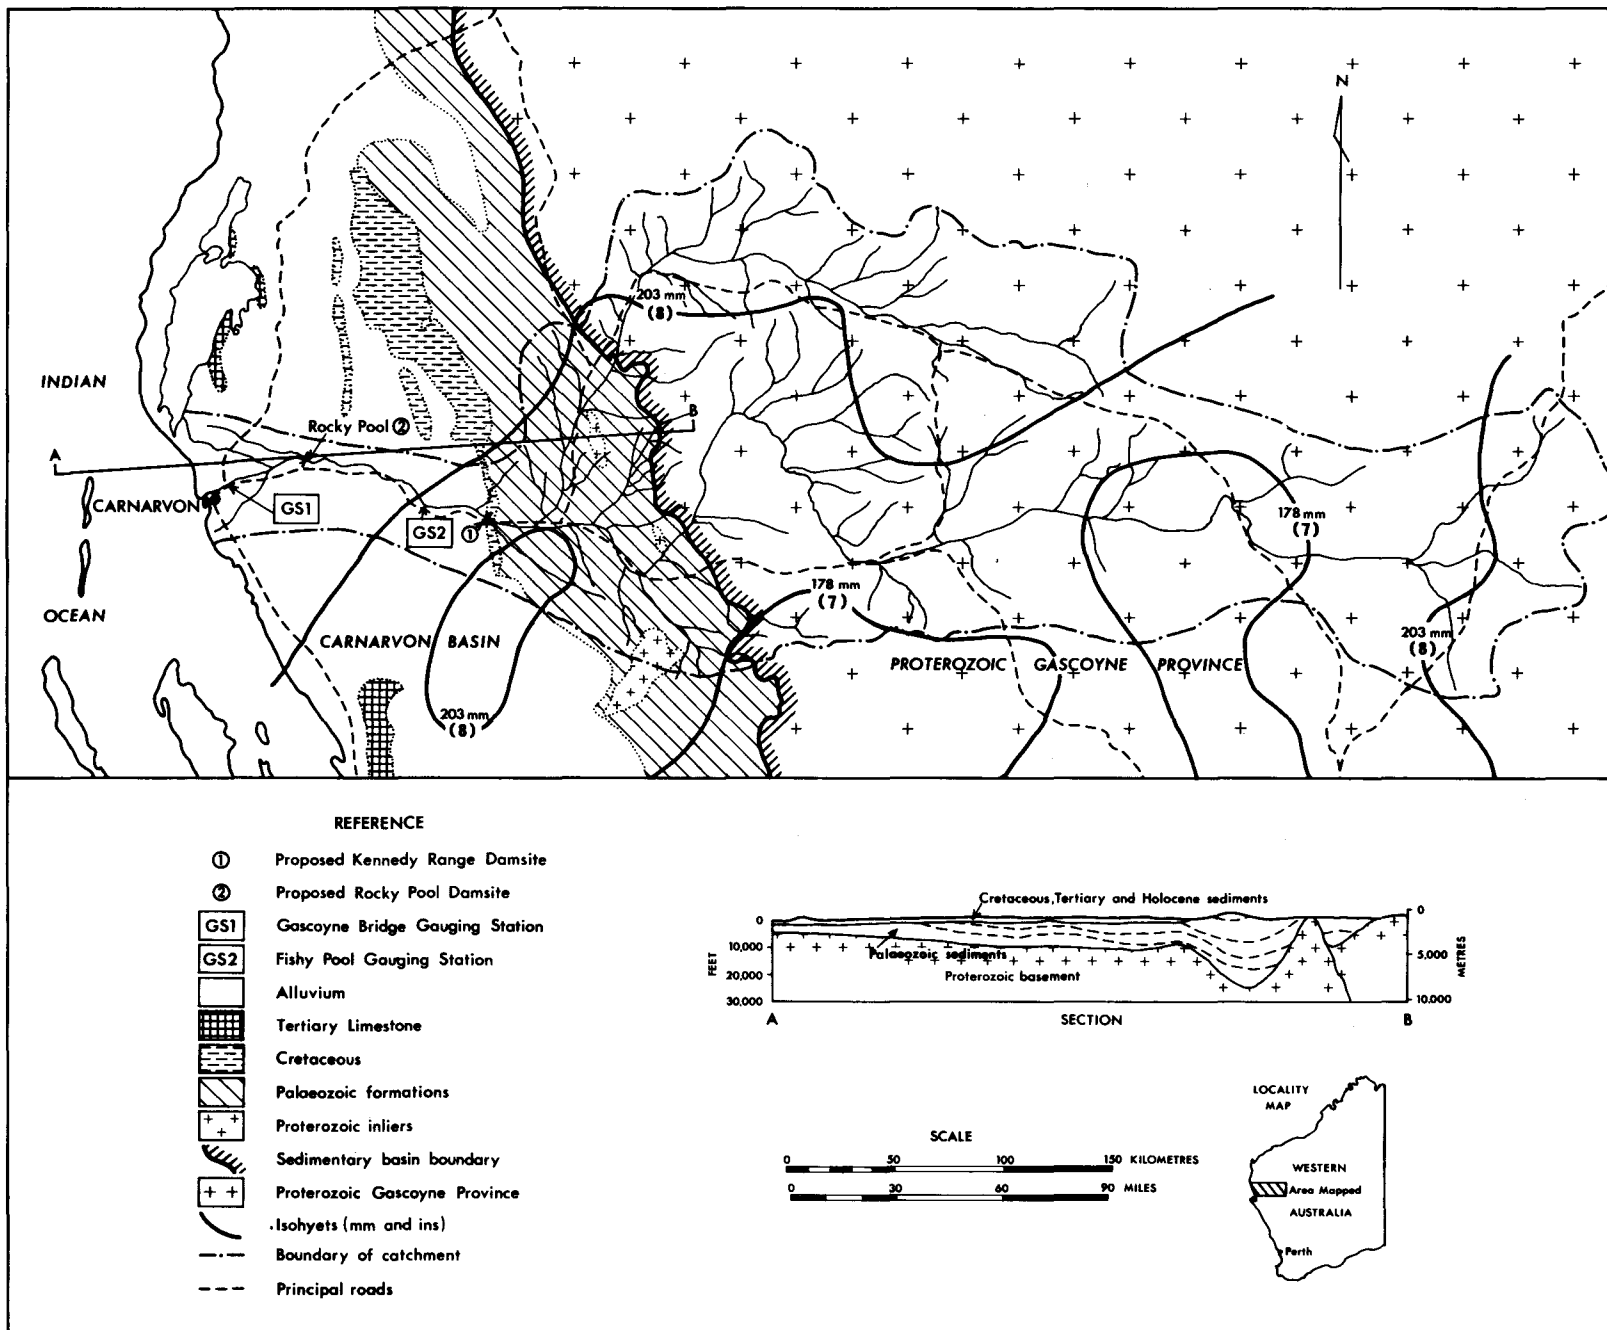 N
203 mm
(8)
INDIAN
B
Rocky Pool ②
A
CARNARVON
GS1
GS2
①
178 mm
(7)
178 mm
(7)
OCEAN
203 mm
(8)
CARNARVON BASIN
PROTEROZOIC GASCOYNE PROVINCE
203 mm
(8)
REFERENCE
① Proposed Kennedy Range Damsite
② Proposed Rocky Pool Damsite
GS1 Gascoyne Bridge Gauging Station
GS2 Fishy Pool Gauging Station
Alluvium
Tertiary Limestone
Cretaceous
Palaeozoic formations
Proterozoic inliers
Sedimentary basin boundary
Proterozoic Gascoyne Province
Isohyets (mm and ins)
Boundary of catchment
Principal roads
Cretaceous, Tertiary and Holocene sediments
0
10,000
20,000
30,000
FEET
Palaeozoic sediments
Proterozoic basement
0
5,000
10,000
METRES
A SECTION B
SCALE
0 50 100 150 KILOMETRES
0 30 60 90 MILES
LOCALITY
MAP
WESTERN
Area Mapped
AUSTRALIA
Perth